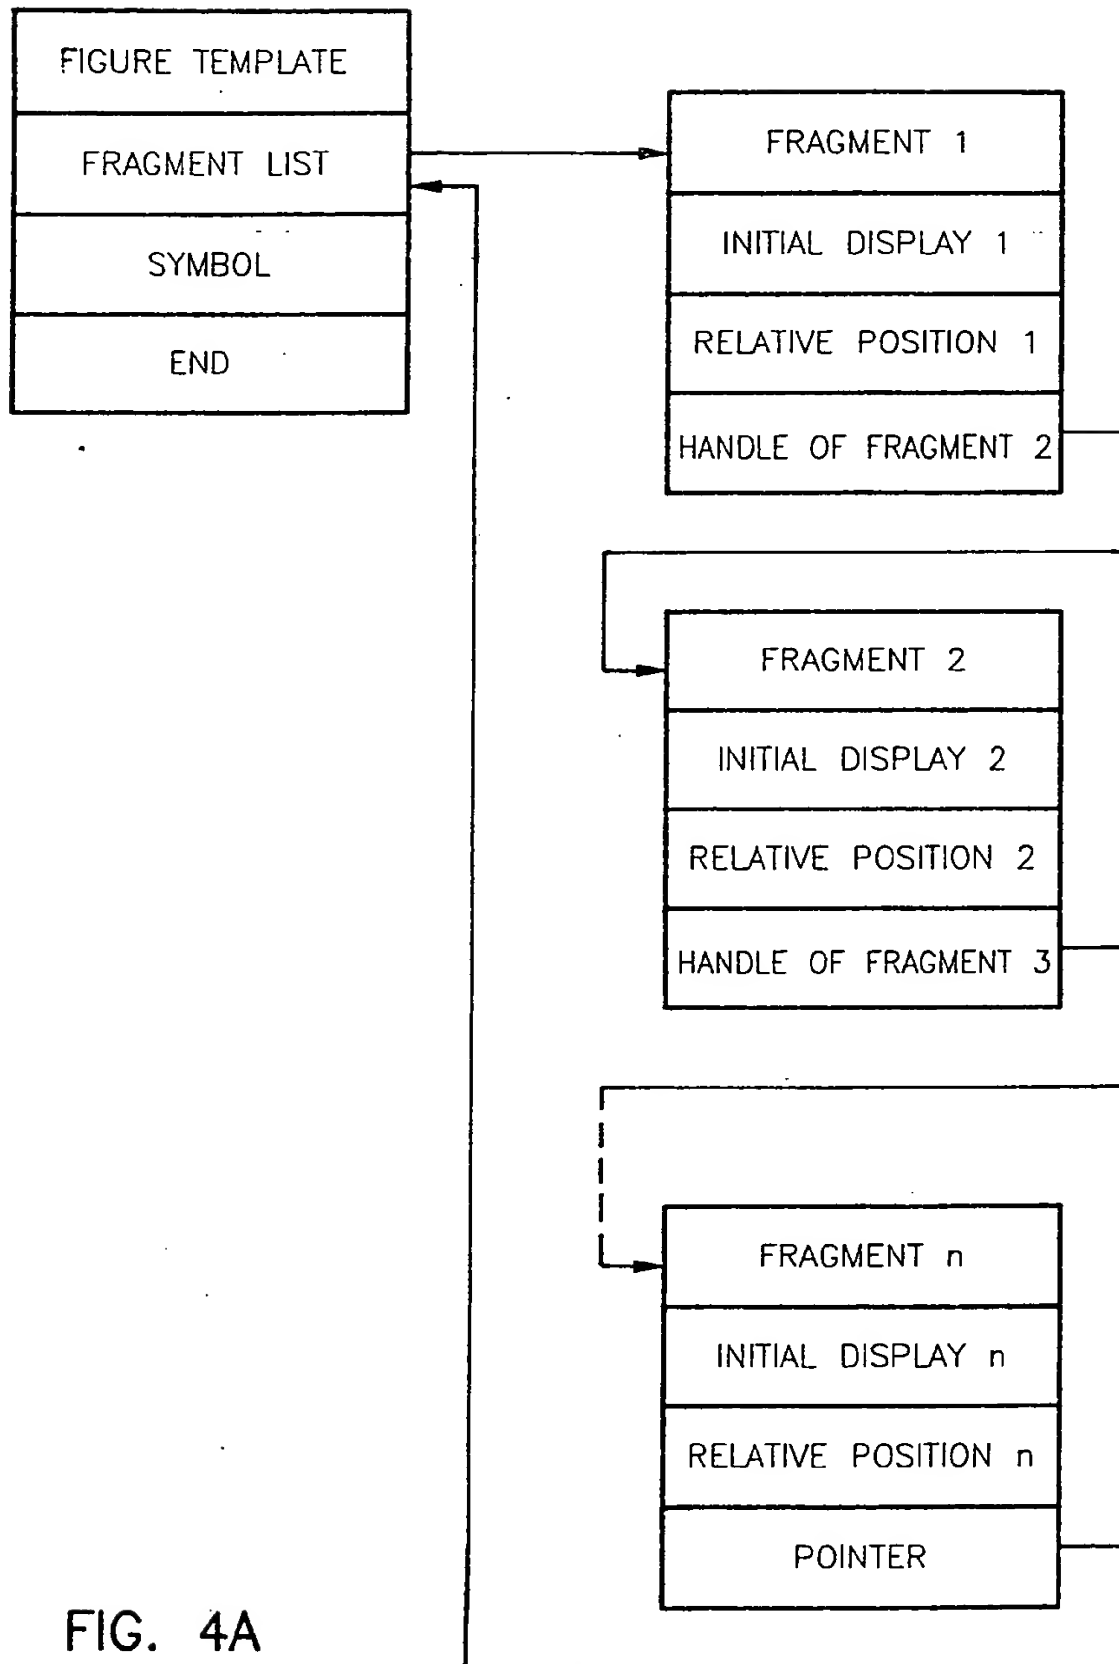 FIGURE TEMPLATE
FRAGMENT LIST
SYMBOL
END
FRAGMENT 1
INITIAL DISPLAY 1
RELATIVE POSITION 1
HANDLE OF FRAGMENT 2
FRAGMENT 2
INITIAL DISPLAY 2
RELATIVE POSITION 2
HANDLE OF FRAGMENT 3
FRAGMENT n
INITIAL DISPLAY n
RELATIVE POSITION n
POINTER
FIG. 4A